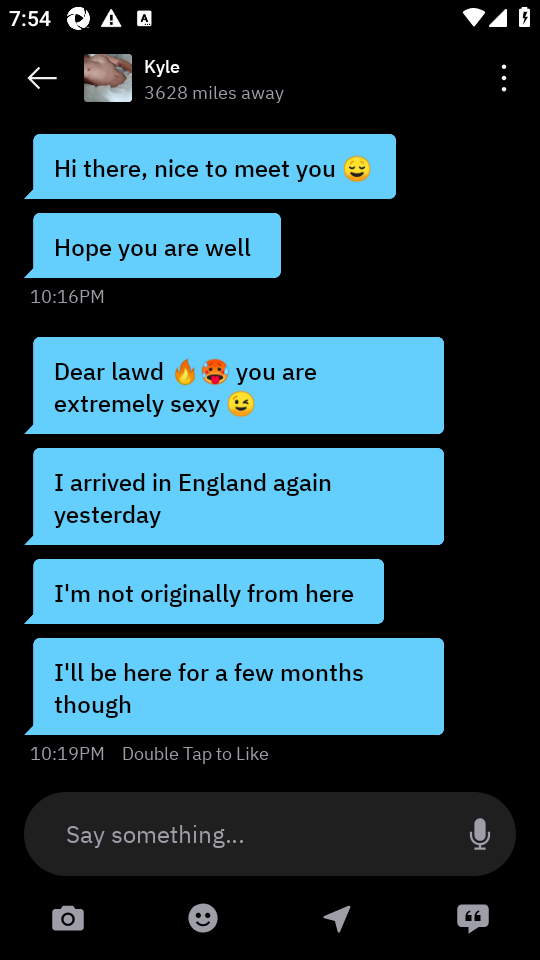 7:54
Kyle
3628 miles away
Hi there, nice to meet you 😌
Hope you are well
10:16PM
Dear lawd 🔥🥵 you are
extremely sexy 😉
I arrived in England again
yesterday
I'm not originally from here
I'll be here for a few months
though
10:19PM Double Tap to Like
Say something...